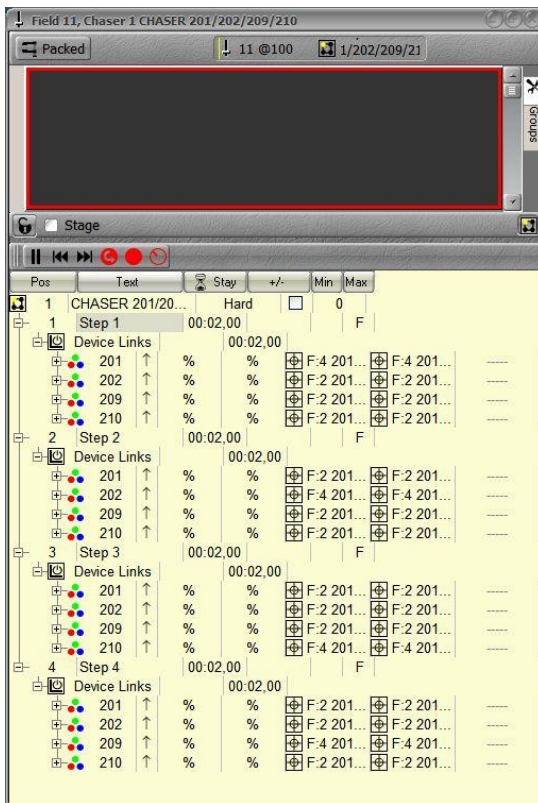 Field 11, Chaser 1 CHASER 201/202/209/210
Packed 11 @100 1/202/209/21
Groups
Stage
Pos Text Stay +/- Min Max
1 CHASER 201/20... Hard 0
1 Step 1 00:02,00 F
Device Links 00:02,00
201 ↑ % % F:4 201... F:4 201... -----
202 ↑ % % F:2 201... F:2 201... -----
209 ↑ % % F:2 201... F:2 201... -----
210 ↑ % % F:2 201... F:2 201... -----
2 Step 2 00:02,00 F
Device Links 00:02,00
201 ↑ % % F:2 201... F:2 201... -----
202 ↑ % % F:4 201... F:4 201... -----
209 ↑ % % F:2 201... F:2 201... -----
210 ↑ % % F:2 201... F:2 201... -----
3 Step 3 00:02,00 F
Device Links 00:02,00
201 ↑ % % F:2 201... F:2 201... -----
202 ↑ % % F:2 201... F:2 201... -----
209 ↑ % % F:2 201... F:2 201... -----
210 ↑ % % F:4 201... F:4 201... -----
4 Step 4 00:02,00 F
Device Links 00:02,00
201 ↑ % % F:2 201... F:2 201... -----
202 ↑ % % F:2 201... F:2 201... -----
209 ↑ % % F:4 201... F:4 201... -----
210 ↑ % % F:2 201... F:2 201... -----